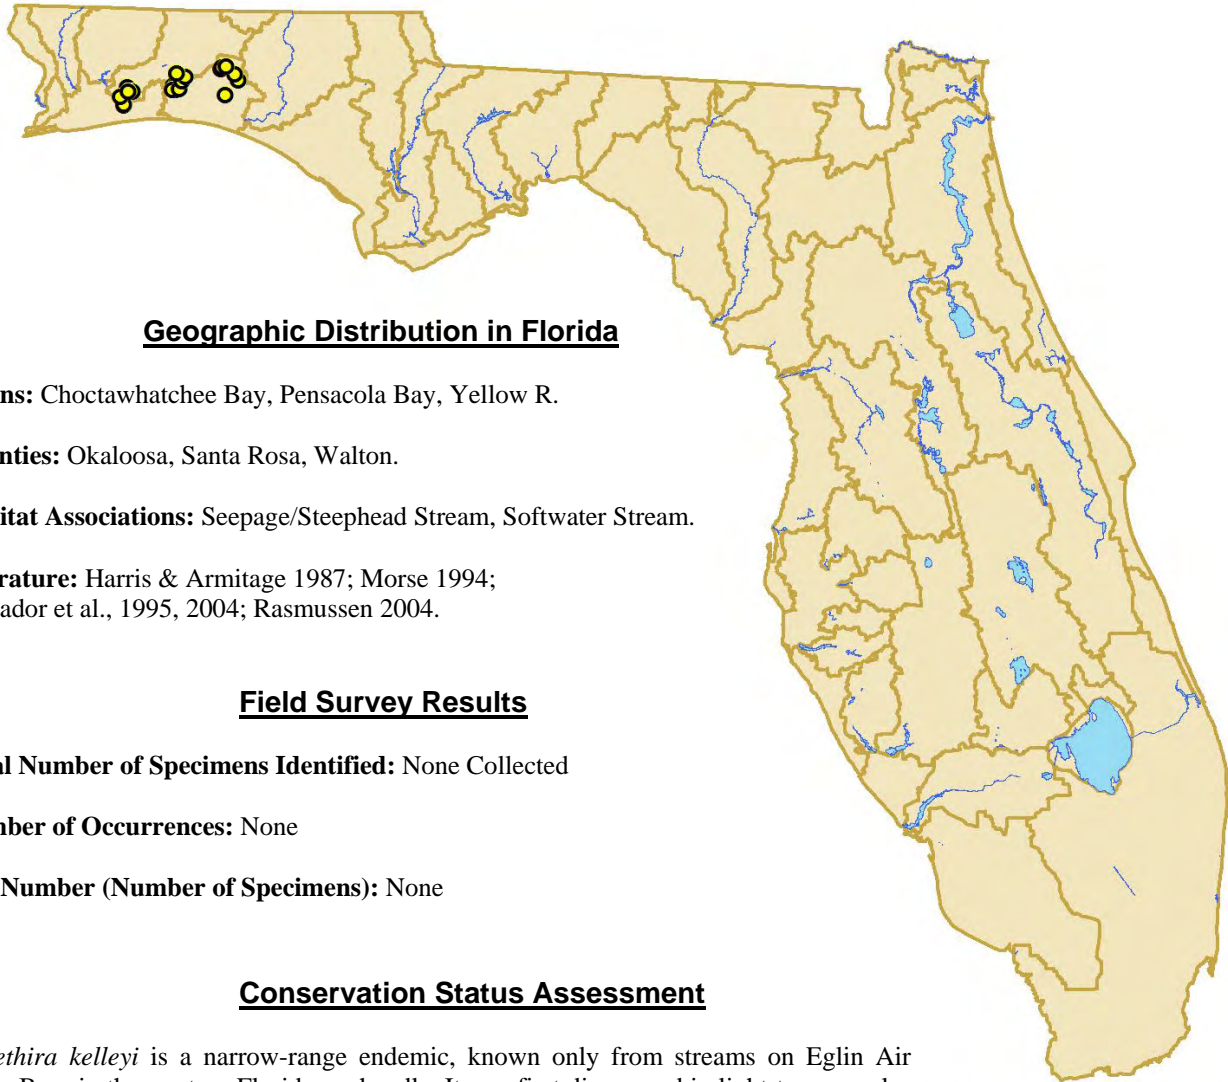 Geographic Distribution in Florida
ns: Choctawhatchee Bay, Pensacola Bay, Yellow R.
nties: Okaloosa, Santa Rosa, Walton.
itat Associations: Seepage/Steephead Stream, Softwater Stream.
rature: Harris & Armitage 1987; Morse 1994;
ador et al., 1995, 2004; Rasmussen 2004.
Field Survey Results
al Number of Specimens Identified: None Collected
ber of Occurrences: None
Number (Number of Specimens): None
Conservation Status Assessment
ethira kelleyi is a narrow-range endemic, known only from streams on Eglin Air